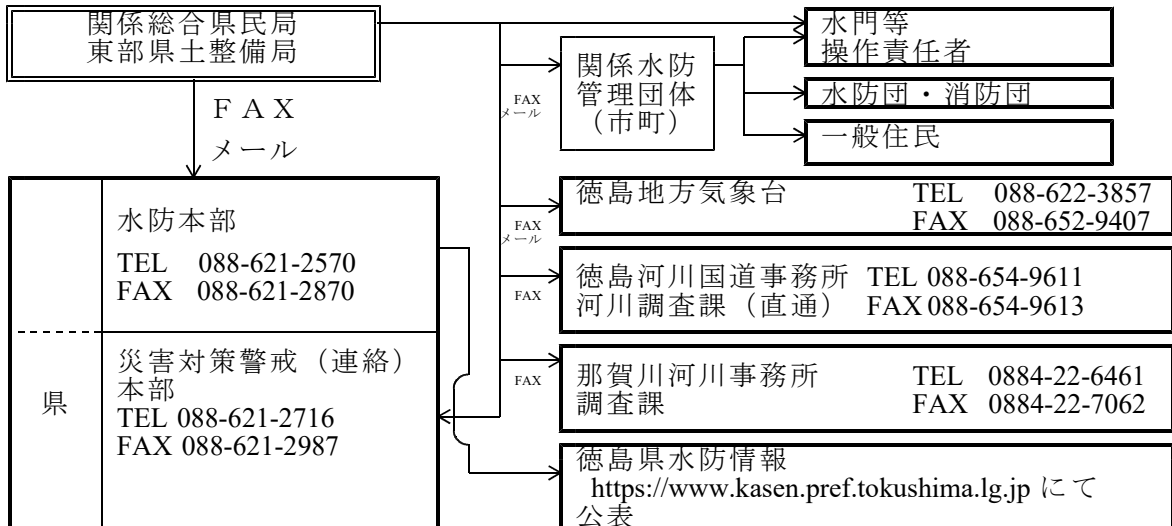 関係総合県民局
東部県土整備局
ＦＡＸ
メール
水門等
操作責任者
関係水防
管理団体
（市町）
FAX
メール
水防団・消防団
一般住民
県
水防本部
TEL 088-621-2570
FAX 088-621-2870
災害対策警戒（連絡）
本部
TEL 088-621-2716
FAX 088-621-2987
FAX
メール
徳島地方気象台 TEL 088-622-3857
FAX 088-652-9407
FAX
徳島河川国道事務所 TEL 088-654-9611
河川調査課（直通） FAX 088-654-9613
FAX
那賀川河川事務所 TEL 0884-22-6461
調査課 FAX 0884-22-7062
徳島県水防情報
https://www.kasen.pref.tokushima.lg.jp にて
公表